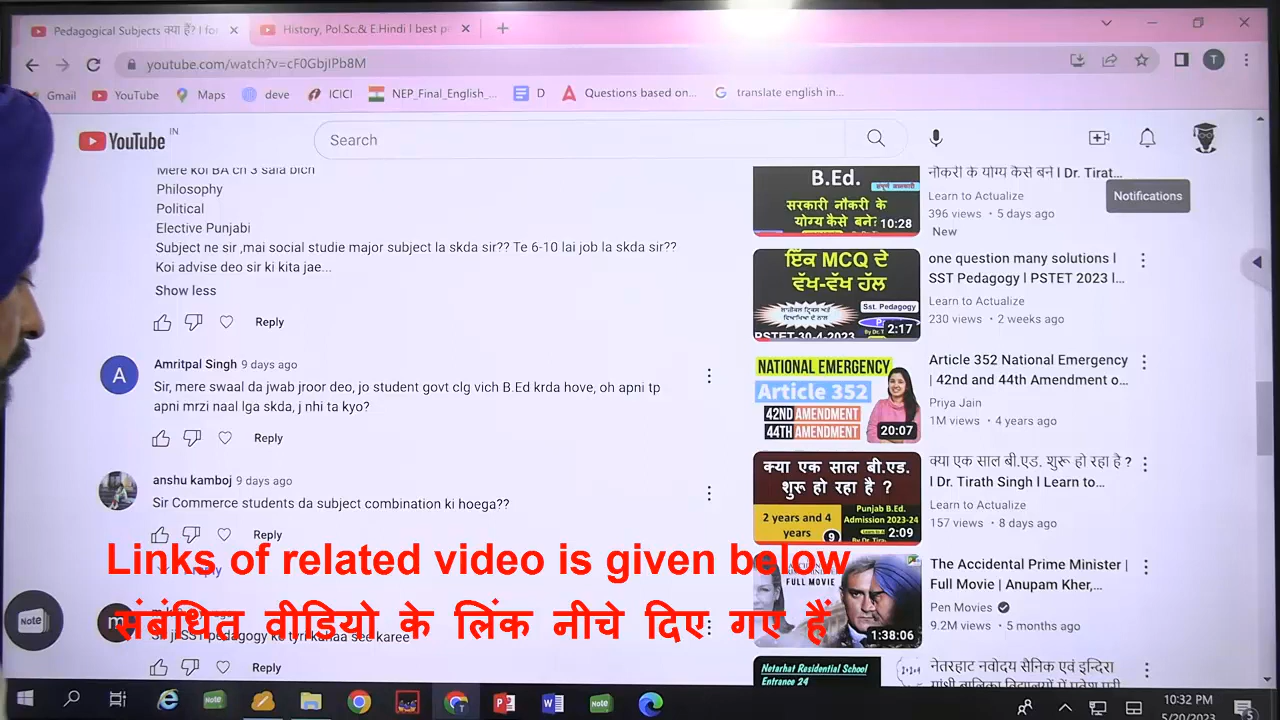 Pedagogical Subjects क्या हैं? I for
History, Pol.Sc.& E.Hindi l best p
youtube.com/watch?v=cF0GbjIPb8M
T
Gmail
YouTube
Maps
deve
ICICI
NEP_Final_English_...
D
Questions based on...
translate english in...
YouTube IN
Search
Mere koi BA ch 3 sala bich
Philosophy
Political
Elective Punjabi
Subject ne sir ,mai social studie major subject la skda sir?? Te 6-10 lai job la skda sir??
Koi advise deo sir ki kita jae...
Show less
Reply
A
Amritpal Singh 9 days ago
Sir, mere swaal da jwab jroor deo, jo student govt clg vich B.Ed krda hove, oh apni tp
apni mrzi naal lga skda, j nhi ta kyo?
Reply
anshu kamboj 9 days ago
Sir Commerce students da subject combination ki hoega??
Reply
Links of related video is given below
संबंधित वीडियो के लिंक नीचे दिए गए हैं
Reply
B.Ed.
संपूर्ण जानकारी
सरकारी नौकरी के
योग्य कैसे बने?
10:28
नौकरी के योग्य कैसे बने l Dr. Tirat...
Learn to Actualize
396 views • 5 days ago
New
Notifications
ਇੱਕ MCQ ਦੇ
ਵੱਖ-ਵੱਖ ਹੱਲ
Sst. Pedagogy
PSTET-30-4-2023
2:17
one question many solutions l
SST Pedagogy l PSTET 2023 l...
Learn to Actualize
230 views • 2 weeks ago
NATIONAL EMERGENCY
Article 352
42ND AMENDMENT
44TH AMENDMENT
20:07
Article 352 National Emergency
| 42nd and 44th Amendment o...
Priya Jain
1M views • 4 years ago
क्या एक साल बी.एड.
शुरू हो रहा है ?
2 years and 4
years
Punjab B.Ed.
Admission 2023-24
9
2:09
क्या एक साल बी.एड. शुरू हो रहा है ?
l Dr. Tirath Singh l Learn to...
Learn to Actualize
157 views • 8 days ago
FULL MOVIE
1:38:06
The Accidental Prime Minister |
Full Movie | Anupam Kher,...
Pen Movies
9.2M views • 5 months ago
Netarhat Residential School
Entrance 24
नेतरहाट नवोदय सैनिक एवं इन्दिरा
Note
Note
Note
10:32 PM
5/20/2023
5